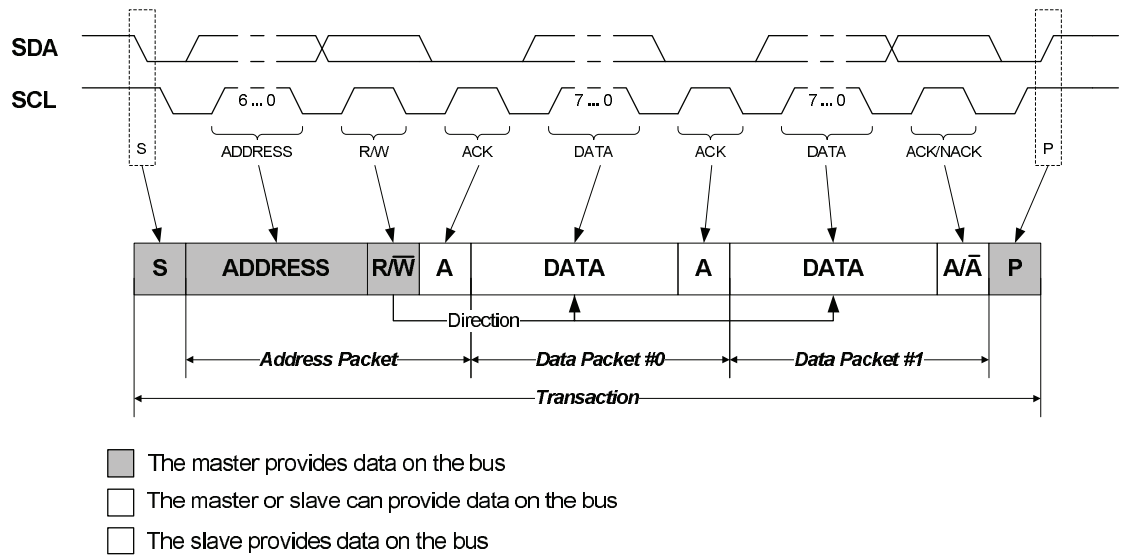 SDA
SCL
6 ... 0
7 ... 0
7 ... 0
S
ADDRESS
R/W
ACK
DATA
ACK
DATA
ACK/NACK
P
S
ADDRESS
R/W̅
A
DATA
A
DATA
A/A̅
P
Direction
Address Packet
Data Packet #0
Data Packet #1
Transaction
The master provides data on the bus
The master or slave can provide data on the bus
The slave provides data on the bus